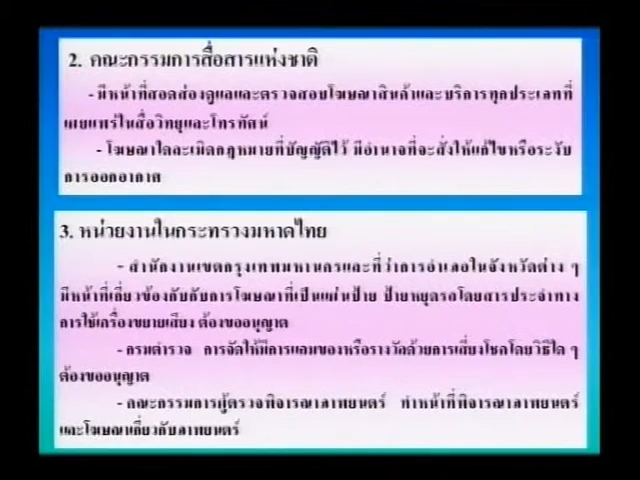 2. คณะกรรมการสื่อสารแห่งชาติ
- มีหน้าที่สอดส่องดูแลและตรวจสอบโฆษณาสินค้าและบริการทุกประเภทที่
เผยแพร่ในสื่อวิทยุและโทรทัศน์
- โฆษณาใดละเมิดกฎหมายที่บัญญัติไว้ มีอำนาจที่จะสั่งให้แก้ไขหรือระงับ
การออกอากาศ
3. หน่วยงานในกระทรวงมหาดไทย
- สำนักงานเขตกรุงเทพมหานครและที่ว่าการอำเภอในจังหวัดต่าง ๆ
มีหน้าที่เกี่ยวข้องกับกับการโฆษณาที่เป็นแผ่นป้าย ป้ายหยุดรถโดยสารประจำทาง
การใช้เครื่องขยายเสียง ต้องขออนุญาต
- กรมตำรวจ การจัดให้มีการแถมของหรือรางวัลด้วยการเสี่ยงโชคโดยวิธีใด ๆ
ต้องขออนุญาต
- คณะกรรมการผู้ตรวจพิจารณาภาพยนตร์ ทำหน้าที่พิจารณาภาพยนตร์
และโฆษณาเกี่ยวกับภาพยนตร์